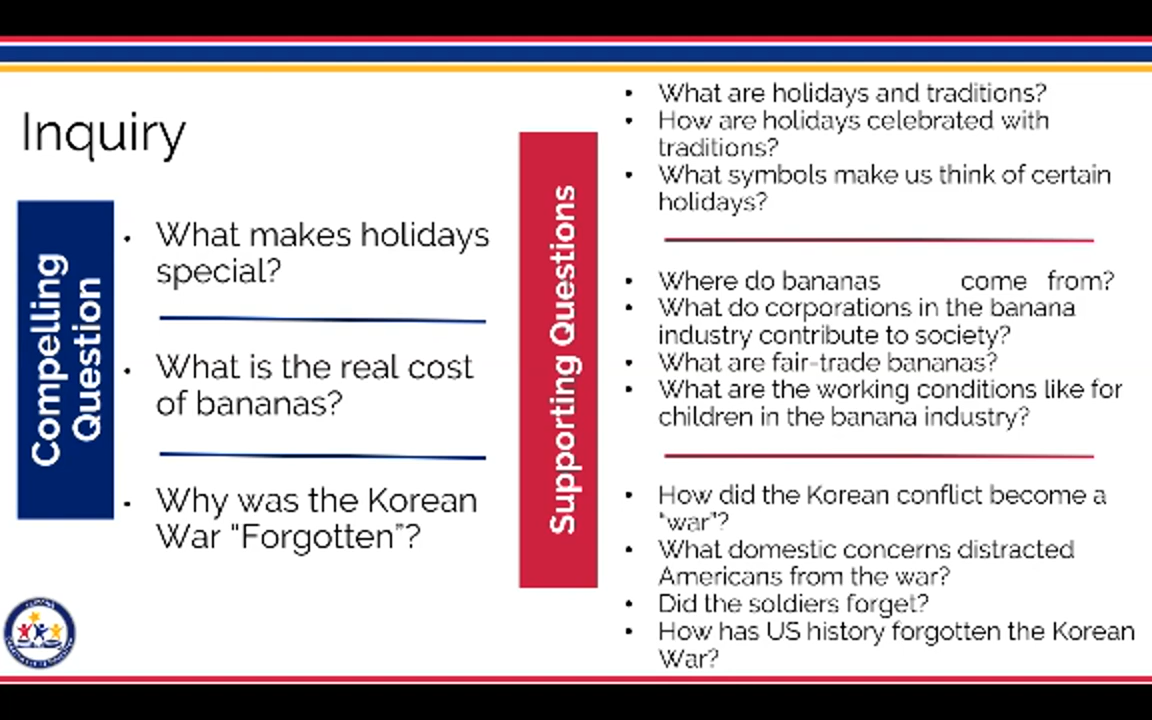 Inquiry
Compelling
Question
What makes holidays
special?
What is the real cost
of bananas?
Why was the Korean
War “Forgotten”?
Supporting Questions
What are holidays and traditions?
How are holidays celebrated with
traditions?
What symbols make us think of certain
holidays?
Where do bananas come from?
What do corporations in the banana
industry contribute to society?
What are fair-trade bananas?
What are the working conditions like for
children in the banana industry?
How did the Korean conflict become a
“war”?
What domestic concerns distracted
Americans from the war?
Did the soldiers forget?
How has US history forgotten the Korean
War?